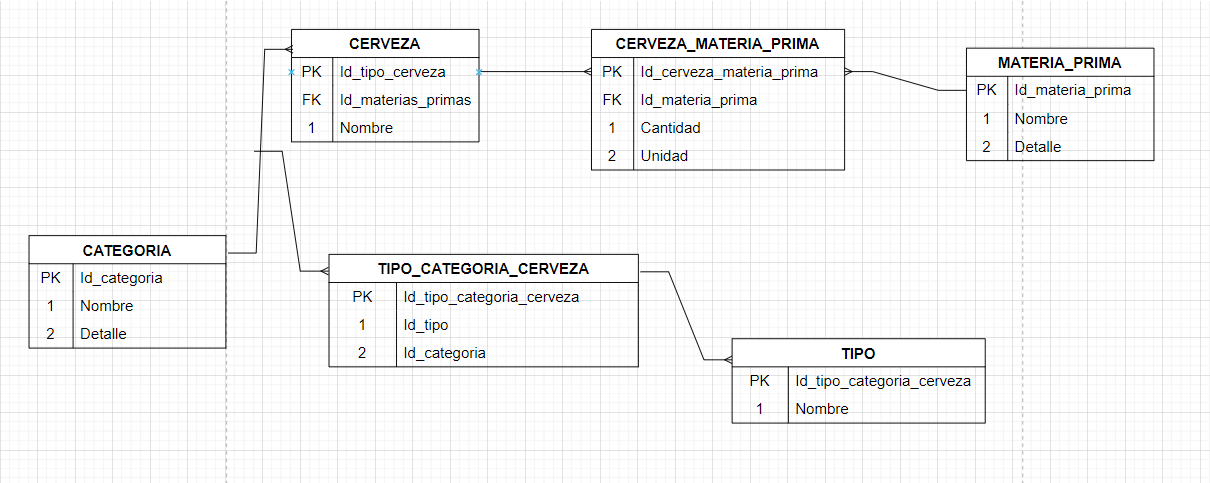 CERVEZA
PK Id_tipo_cerveza
FK Id_materias_primas
1 Nombre
CERVEZA_MATERIA_PRIMA
PK Id_cerveza_materia_prima
FK Id_materia_prima
1 Cantidad
2 Unidad
MATERIA_PRIMA
PK Id_materia_prima
1 Nombre
2 Detalle
CATEGORIA
PK Id_categoria
1 Nombre
2 Detalle
TIPO_CATEGORIA_CERVEZA
PK Id_tipo_categoria_cerveza
1 Id_tipo
2 Id_categoria
TIPO
PK Id_tipo_categoria_cerveza
1 Nombre